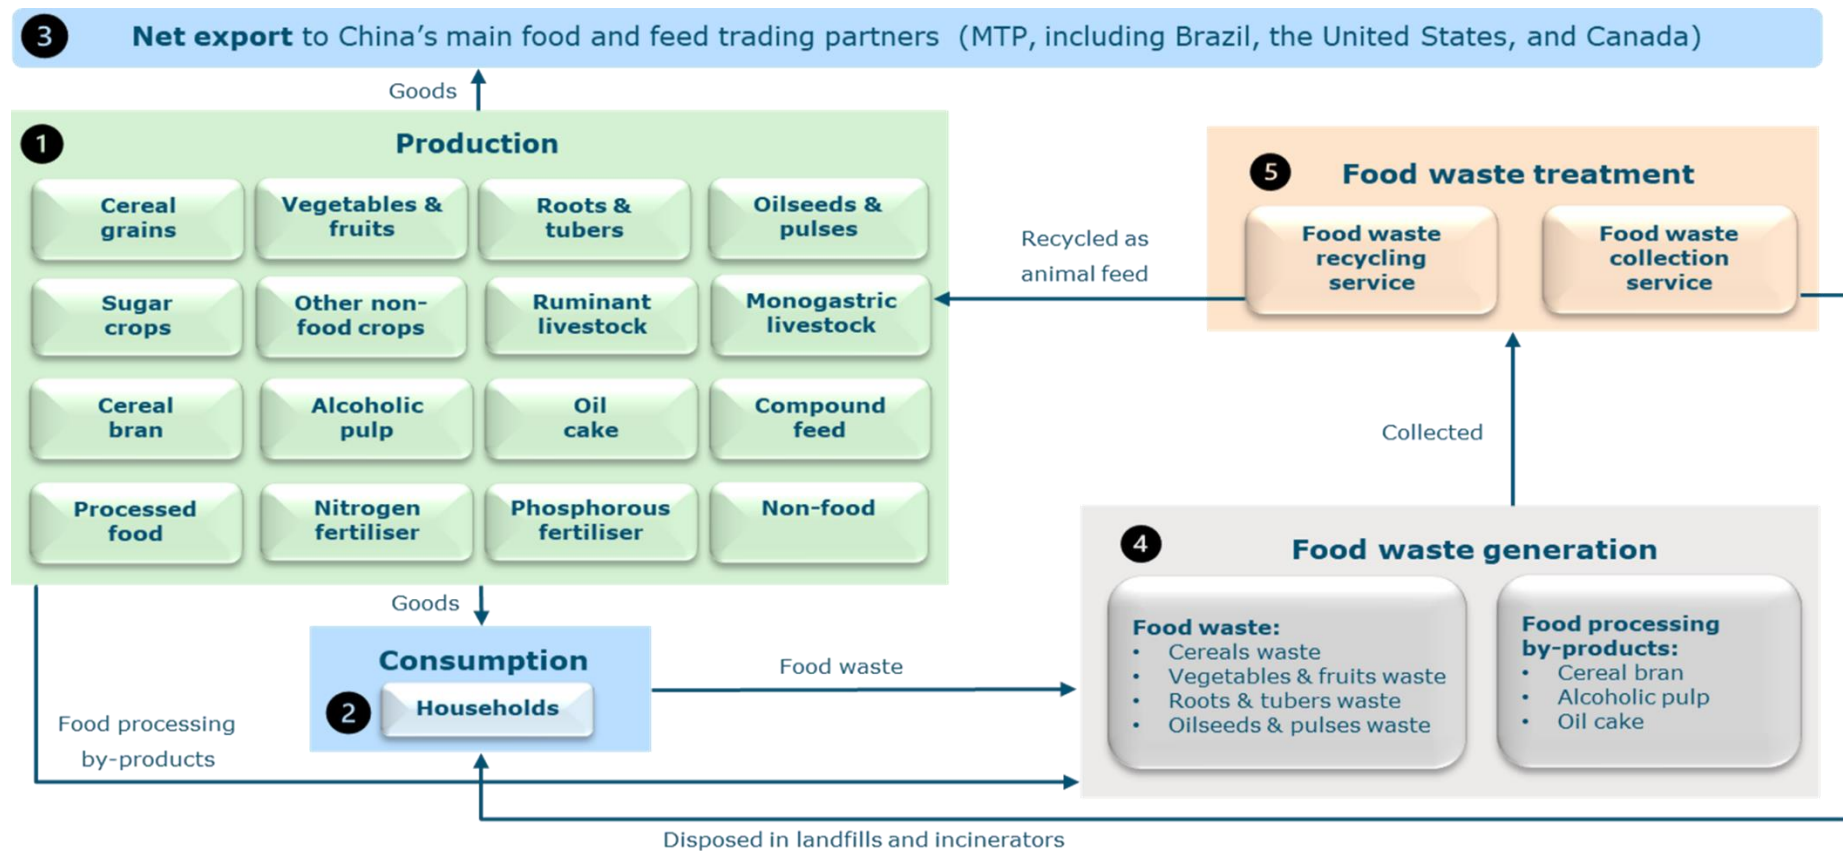 3 Net export to China's main food and feed trading partners (MTP, including Brazil, the United States, and Canada)
Goods
1 Production
Cereal
grains
Vegetables &
fruits
Roots &
tubers
Oilseeds &
pulses
Sugar
crops
Other non-
food crops
Ruminant
livestock
Monogastric
livestock
Cereal
bran
Alcoholic
pulp
Oil
cake
Compound
feed
Processed
food
Nitrogen
fertiliser
Phosphorous
fertiliser
Non-food
Recycled as
animal feed
5 Food waste treatment
Food waste
recycling
service
Food waste
collection
service
Collected
Goods
Consumption
2 Households
Food waste
Food processing
by-products
4 Food waste generation
Food waste:
• Cereals waste
• Vegetables & fruits waste
• Roots & tubers waste
• Oilseeds & pulses waste
Food processing
by-products:
• Cereal bran
• Alcoholic pulp
• Oil cake
Disposed in landfills and incinerators